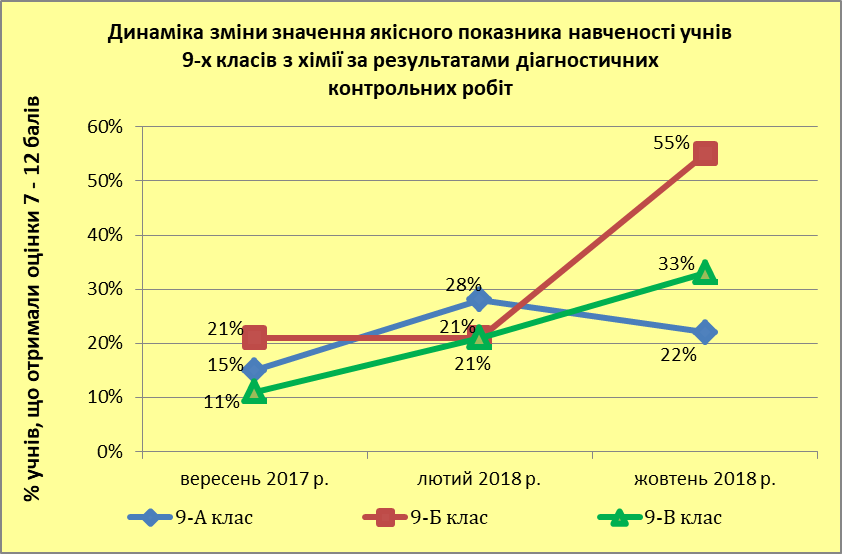 Динаміка зміни значення якісного показника навченості учнів
9-х класів з хімії за результатами діагностичних
контрольних робіт
% учнів, що отримали оцінки 7 - 12 балів
60%
50%
40%
30%
20%
10%
0%
55%
33%
28%
21%
21%
22%
15%
21%
11%
вересень 2017 р.
лютий 2018 р.
жовтень 2018 р.
9-А клас
9-Б клас
9-В клас